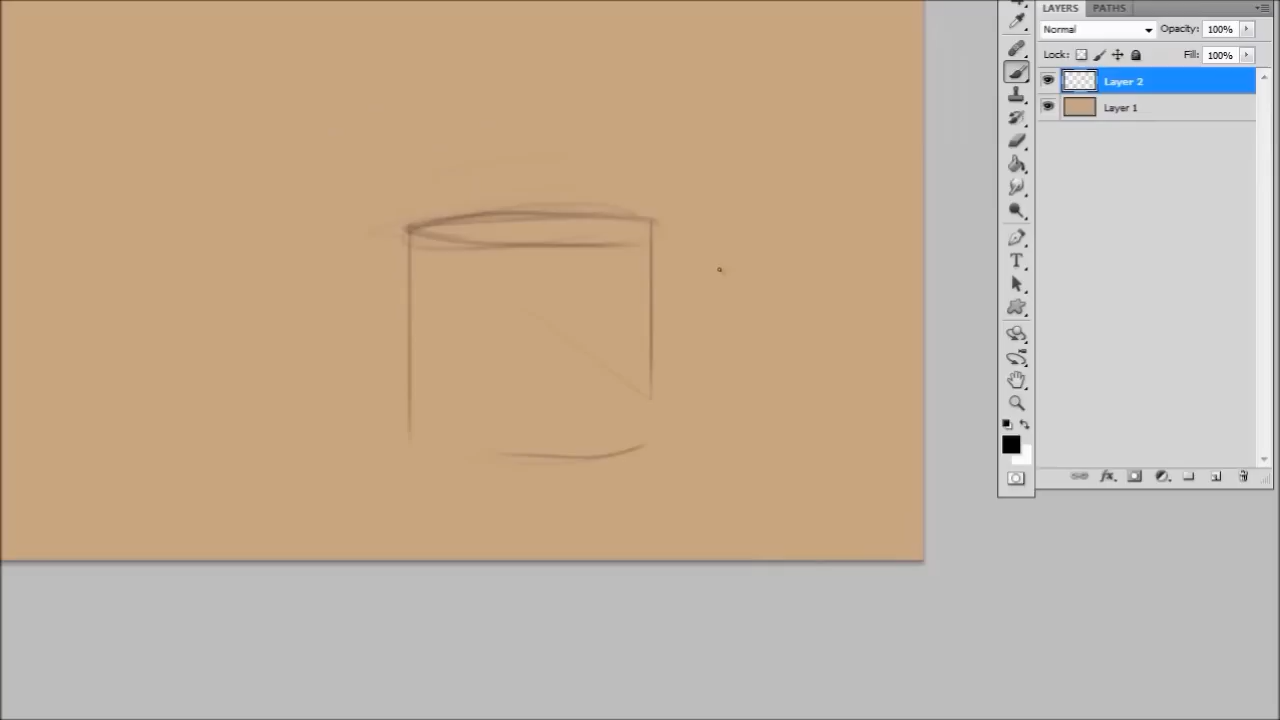 LAYERS PATHS
Normal Opacity: 100%
Lock: Fill: 100%
Layer 2
Layer 1